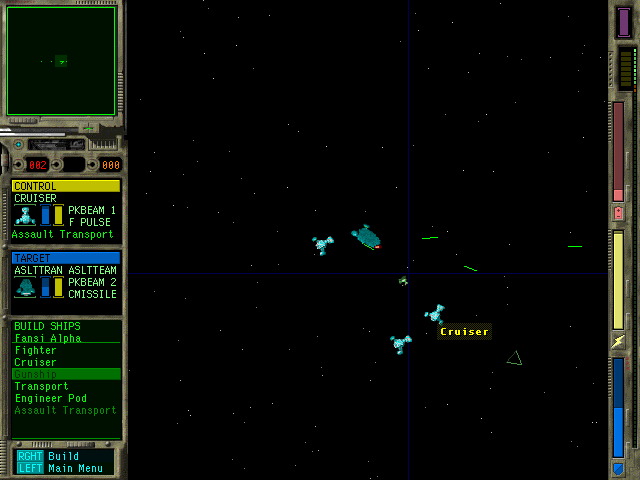 002 000
CONTROL
CRUISER
PKBEAM 1
F PULSE
Assault Transport
TARGET
ASLTTRAN ASLTTEAM
PKBEAM 2
CMISSILE
BUILD SHIPS
Fansi Alpha
Fighter
Cruiser
Gunship
Transport
Engineer Pod
Assault Transport
RGHT Build
LEFT Main Menu
Cruiser